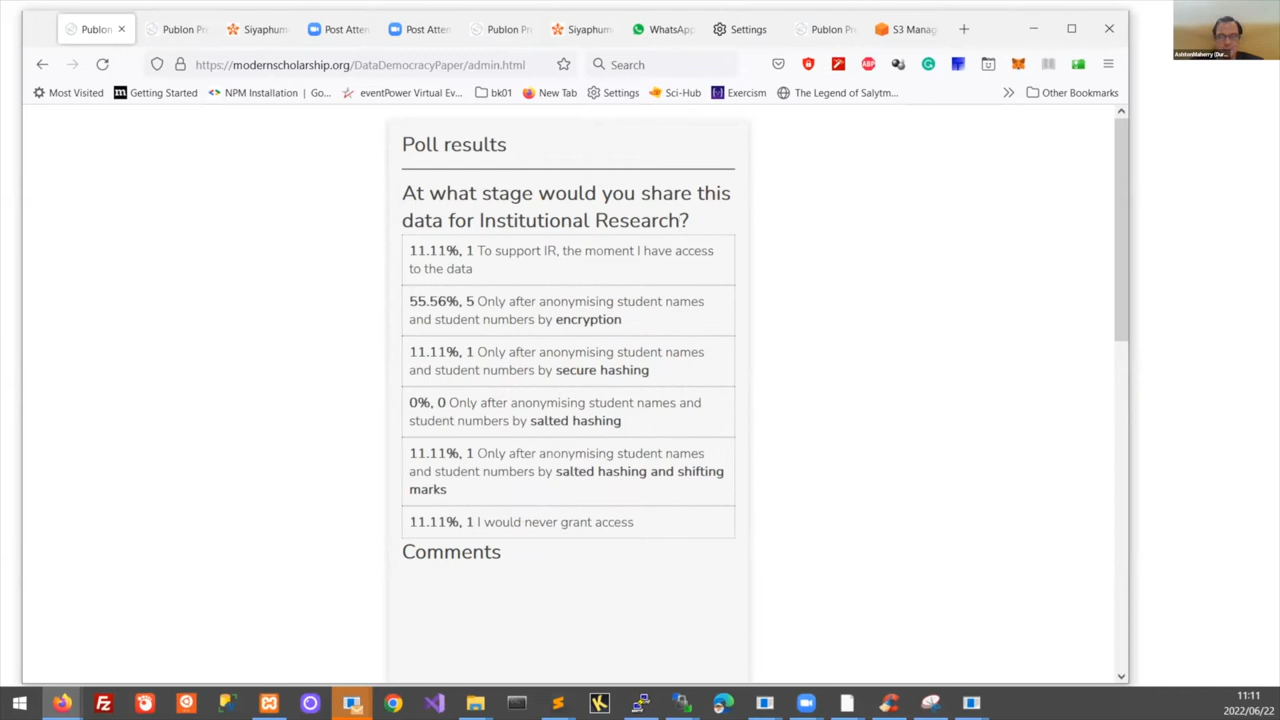 Publon
Publon Pr
Siyaphum
Post Atten
Post Atten
Publon Pr
Siyaphum
WhatsApp
Settings
Publon Pr
S3 Manag
https://modernscholarship.org/DataDemocracyPaper/admin
Search
Most Visited
Getting Started
NPM Installation | Go...
eventPower Virtual Ev...
bk01
New Tab
Settings
Sci-Hub
Exercism
The Legend of Salytm...
Other Bookmarks
Poll results
At what stage would you share this
data for Institutional Research?
11.11%, 1 To support IR, the moment I have access
to the data
55.56%, 5 Only after anonymising student names
and student numbers by encryption
11.11%, 1 Only after anonymising student names
and student numbers by secure hashing
0%, 0 Only after anonymising student names and
student numbers by salted hashing
11.11%, 1 Only after anonymising student names
and student numbers by salted hashing and shifting
marks
11.11%, 1 I would never grant access
Comments
11:11
2022/06/22